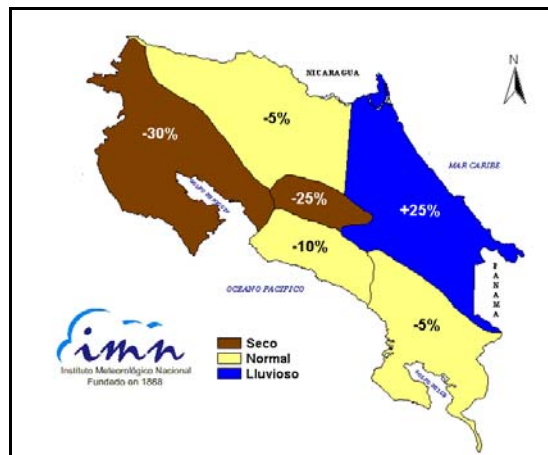 NICARAGUA
N
-5%
-30%
MAR CARIBE
-25%
+25%
-10%
PANAMA
OCEANO PACIFICO
-5%
Seco
Normal
Lluvioso
imn
Instituto Meteorológico Nacional
Fundado en 1888